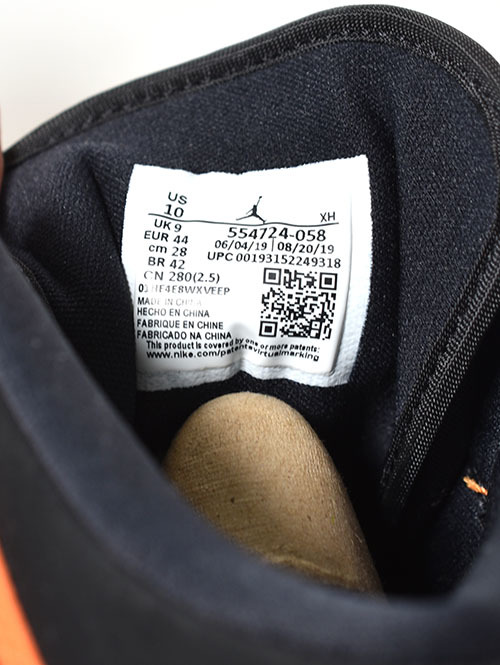 US
10
XH
UK 9
EUR 44
cm 28
BR 42
CN 280(2.5)
554724-058
06/04/19 08/20/19
UPC 00193152249318
MADE IN CHINA
HECHO EN CHINA
FABRIQUE EN CHINE
FABRICADO NA CHINA
This product is covered by one or more patents:
www.nike.com/patentsvirtualmarking